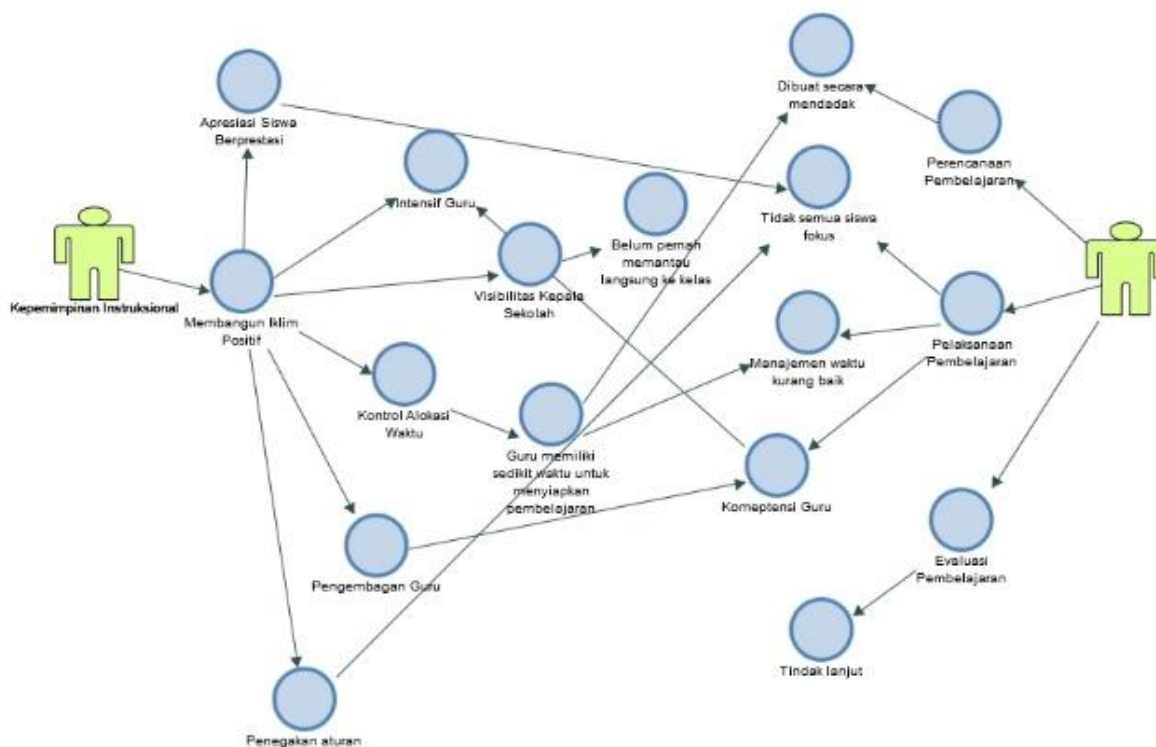 Dibuat secara
mendadak
Apresiasi Siswa
Berprestasi
Perencanaan
Pembelajaran
Intensif Guru
Tidak semua siswa
fokus
Belum pernah
memantau
langsung ke kelas
Kepemimpinan Instruksional
Membangun Iklim
Positif
Visibilitas Kepala
Sekolah
Pelaksanaan
Pembelajaran
Manajemen waktu
kurang baik
Kontrol Alokasi
Waktu
Guru memiliki
sedikit waktu untuk
menyiapkan
pembelajaran
Komeptensi Guru
Pengembagan Guru
Evaluasi
Pembelajaran
Tindak lanjut
Penegakan aturan